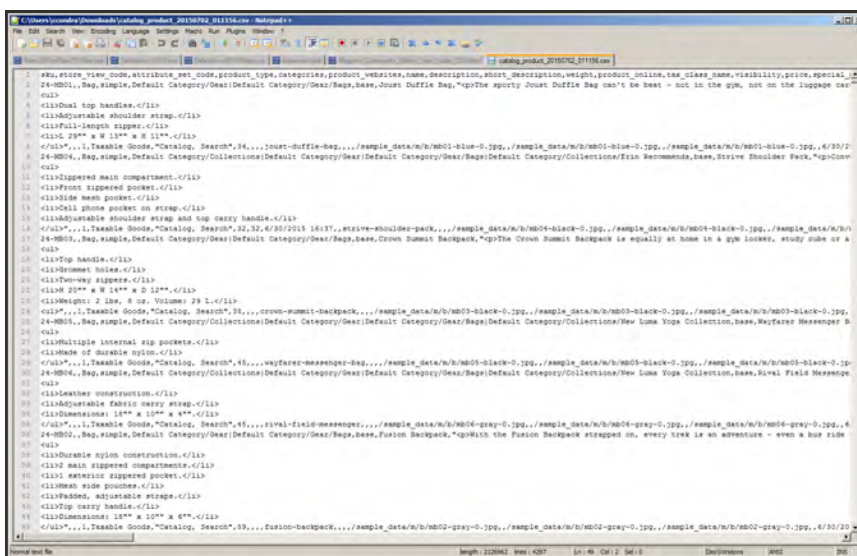 C:\Users\ccondra\Downloads\catalog_product_20150702_011156.csv - Notepad++
File Edit Search View Encoding Language Settings Macro Run Plugins Window ?
catalog_product_20150702_011156.csv
sku,store_view_code,attribute_set_code,product_type,categories,product_websites,name,description,short_description,weight,product_online,tax_class_name,visibility,price,special_
24-MB01,,Bag,simple,Default Category/Gear|Default Category/Gear/Bags,base,Joust Duffle Bag,"<p>The sporty Joust Duffle Bag can't be beat - not in the gym, not on the luggage car
<ul>
<li>Dual top handles.</li>
<li>Adjustable shoulder strap.</li>
<li>Full-length zipper.</li>
<li>L 29"" x W 13"" x H 11"".</li>
</ul>",,,1,Taxable Goods,"Catalog, Search",34,,,,joust-duffle-bag,,,,/sample_data/m/b/mb01-blue-0.jpg,,/sample_data/m/b/mb01-blue-0.jpg,,/sample_data/m/b/mb01-blue-0.jpg,,6/30/2
24-MB04,,Bag,simple,Default Category/Collections|Default Category/Gear|Default Category/Gear/Bags|Default Category/Collections/Erin Recommends,base,Strive Shoulder Pack,"<p>Conv
<ul>
<li>Zippered main compartment.</li>
<li>Front zippered pocket.</li>
<li>Side mesh pocket.</li>
<li>Cell phone pocket on strap.</li>
<li>Adjustable shoulder strap and top carry handle.</li>
</ul>",,,1,Taxable Goods,"Catalog, Search",32,32,6/30/2015 16:37,,strive-shoulder-pack,,,,/sample_data/m/b/mb04-black-0.jpg,,/sample_data/m/b/mb04-black-0.jpg,,/sample_data/m/b/
24-MB03,,Bag,simple,Default Category/Gear|Default Category/Gear/Bags,base,Crown Summit Backpack,"<p>The Crown Summit Backpack is equally at home in a gym locker, study cube or a
<ul>
<li>Top handle.</li>
<li>Grommet holes.</li>
<li>Two-way zippers.</li>
<li>H 20"" x W 14"" x D 12"".</li>
<li>Weight: 2 lbs, 8 oz. Volume: 29 L.</li>
<ul>",,,1,Taxable Goods,"Catalog, Search",38,,,,crown-summit-backpack,,,,/sample_data/m/b/mb03-black-0.jpg,,/sample_data/m/b/mb03-black-0.jpg,,/sample_data/m/b/mb03-black-0.jpg,
24-MB05,,Bag,simple,Default Category/Collections|Default Category/Gear|Default Category/Gear/Bags|Default Category/Collections/New Luma Yoga Collection,base,Wayfarer Messenger B
<ul>
<li>Multiple internal zip pockets.</li>
<li>Made of durable nylon.</li>
</ul>",,,1,Taxable Goods,"Catalog, Search",45,,,,wayfarer-messenger-bag,,,,/sample_data/m/b/mb05-black-0.jpg,,/sample_data/m/b/mb05-black-0.jpg,,/sample_data/m/b/mb05-black-0.jp
24-MB06,,Bag,simple,Default Category/Collections|Default Category/Gear|Default Category/Gear/Bags|Default Category/Collections/New Luma Yoga Collection,base,Rival Field Messenge
<ul>
<li>Leather construction.</li>
<li>Adjustable fabric carry strap.</li>
<li>Dimensions: 18"" x 10"" x 4"".</li>
</ul>",,,1,Taxable Goods,"Catalog, Search",45,,,,rival-field-messenger,,,,/sample_data/m/b/mb06-gray-0.jpg,,/sample_data/m/b/mb06-gray-0.jpg,,/sample_data/m/b/mb06-gray-0.jpg,,6
24-MB02,,Bag,simple,Default Category/Gear|Default Category/Gear/Bags,base,Fusion Backpack,"<p>With the Fusion Backpack strapped on, every trek is an adventure - even a bus ride
<ul>
<li>Durable nylon construction.</li>
<li>2 main zippered compartments.</li>
<li>1 exterior zippered pocket.</li>
<li>Mesh side pouches.</li>
<li>Padded, adjustable straps.</li>
<li>Top carry handle.</li>
<li>Dimensions: 18"" x 10"" x 6"".</li>
</ul>",,,1,Taxable Goods,"Catalog, Search",59,,,,fusion-backpack,,,,/sample_data/m/b/mb02-gray-0.jpg,,/sample_data/m/b/mb02-gray-0.jpg,,/sample_data/m/b/mb02-gray-0.jpg,,6/30/20
Normal text file length : 2126962 lines : 4297 Ln : 49 Col : 2 Sel : 0 Dos\Windows ANSI INS